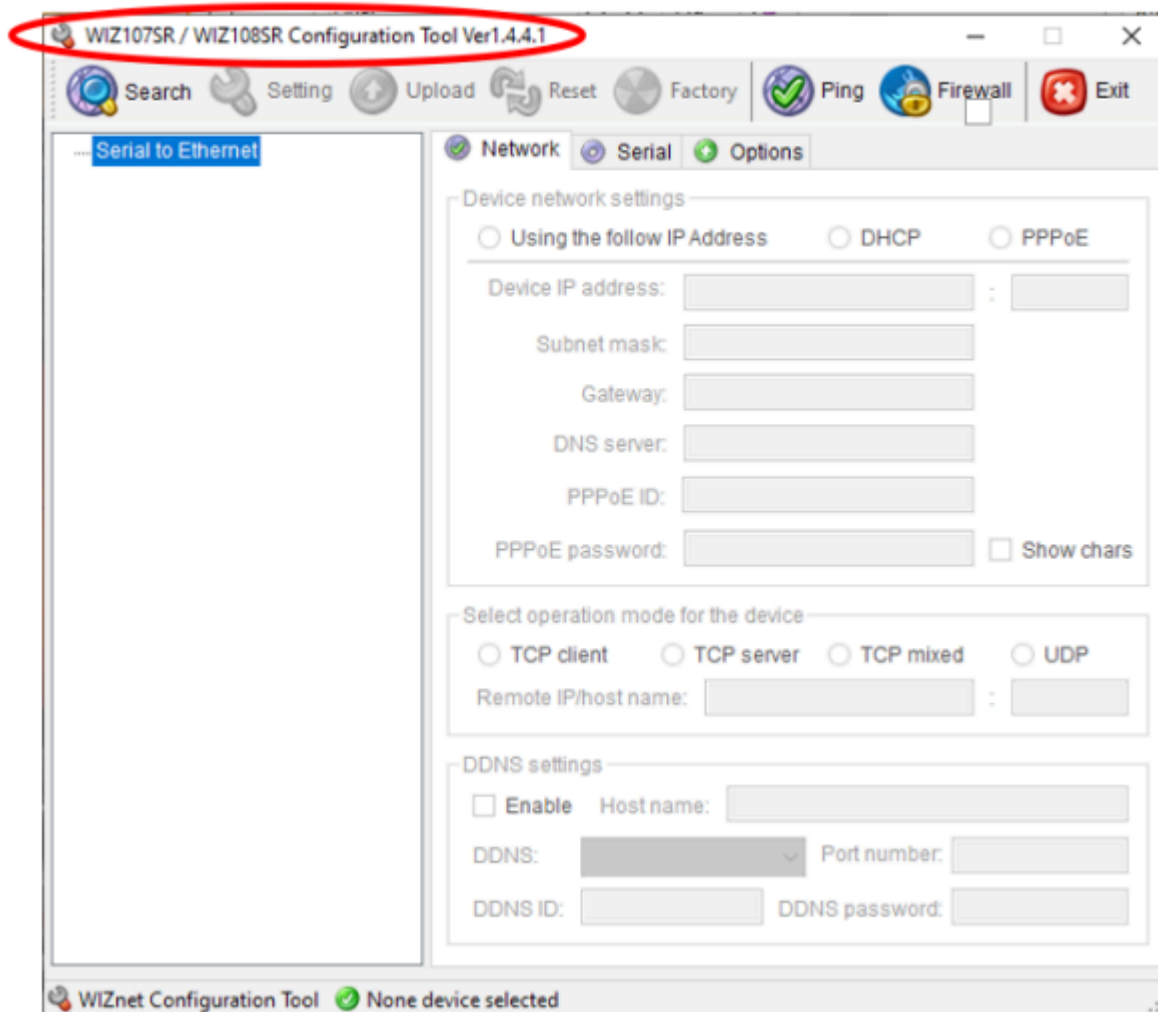 WIZ107SR / WIZ108SR Configuration Tool Ver1.4.4.1
Search Setting Upload Reset Factory Ping Firewall Exit
Serial to Ethernet
Network Serial Options
Device network settings
Using the follow IP Address DHCP PPPoE
Device IP address: :
Subnet mask:
Gateway:
DNS server:
PPPoE ID:
PPPoE password: Show chars
Select operation mode for the device
TCP client TCP server TCP mixed UDP
Remote IP/host name: :
DDNS settings
Enable Host name:
DDNS: Port number:
DDNS ID: DDNS password:
WIZnet Configuration Tool None device selected